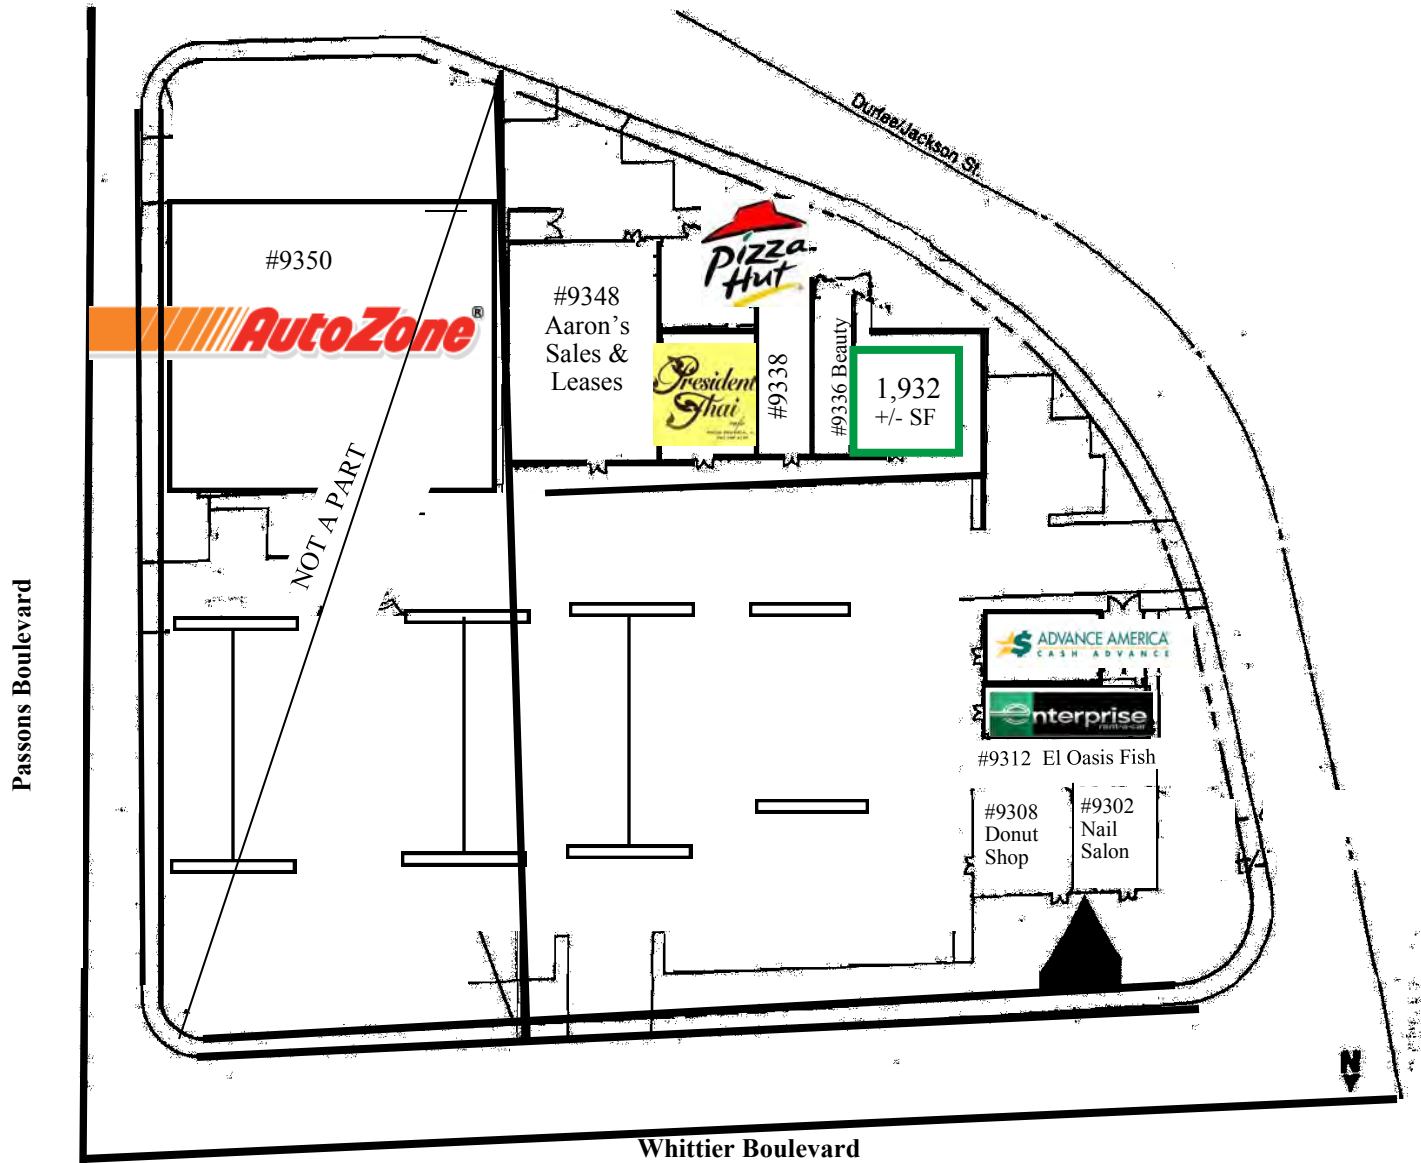 Durfee/Jackson St.
#9350
AutoZone®
#9348
Aaron's
Sales &
Leases
Pizza
Hut
President
Thai
#9338
#9336 Beauty
1,932
+/- SF
NOT A PART
Passons Boulevard
ADVANCE AMERICA
CASH ADVANCE
Enterprise
rent-a-car
#9312 El Oasis Fish
#9308
Donut
Shop
#9302
Nail
Salon
N
Whittier Boulevard